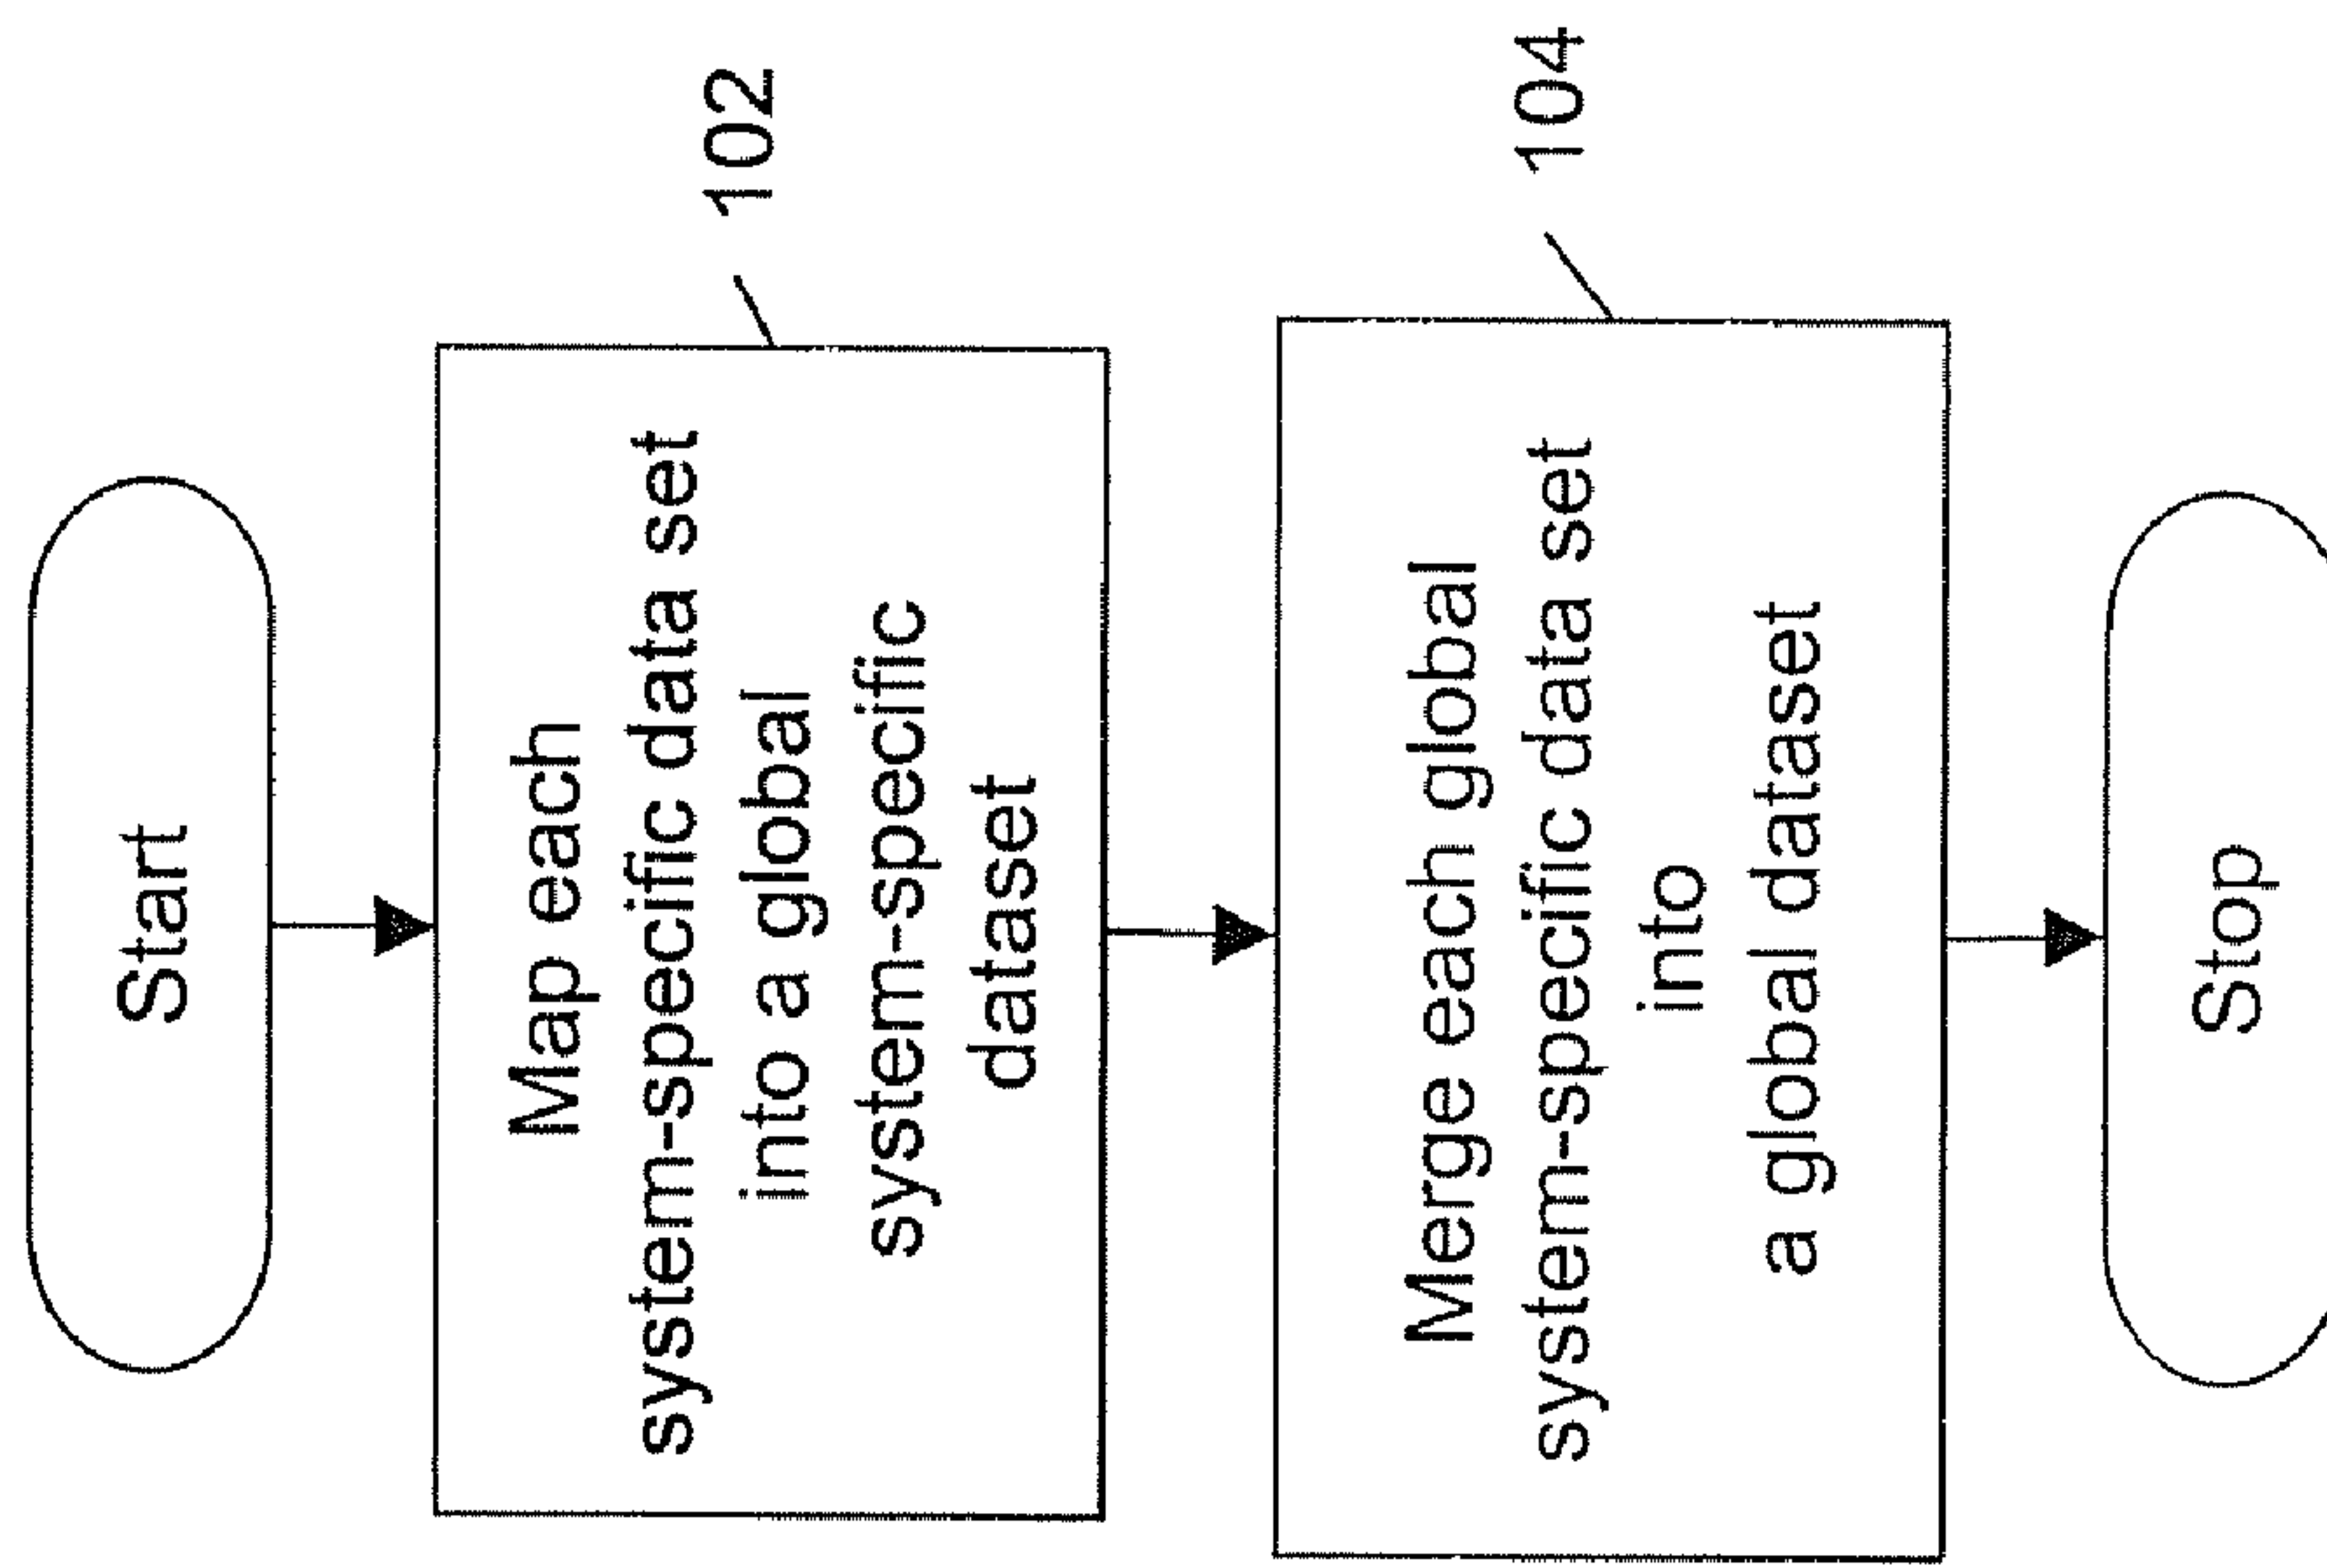 Start
Map each
system-specific data set
into a global
system-specific
dataset
102
Merge each global
system-specific data set
into
a global dataset
104
Stop